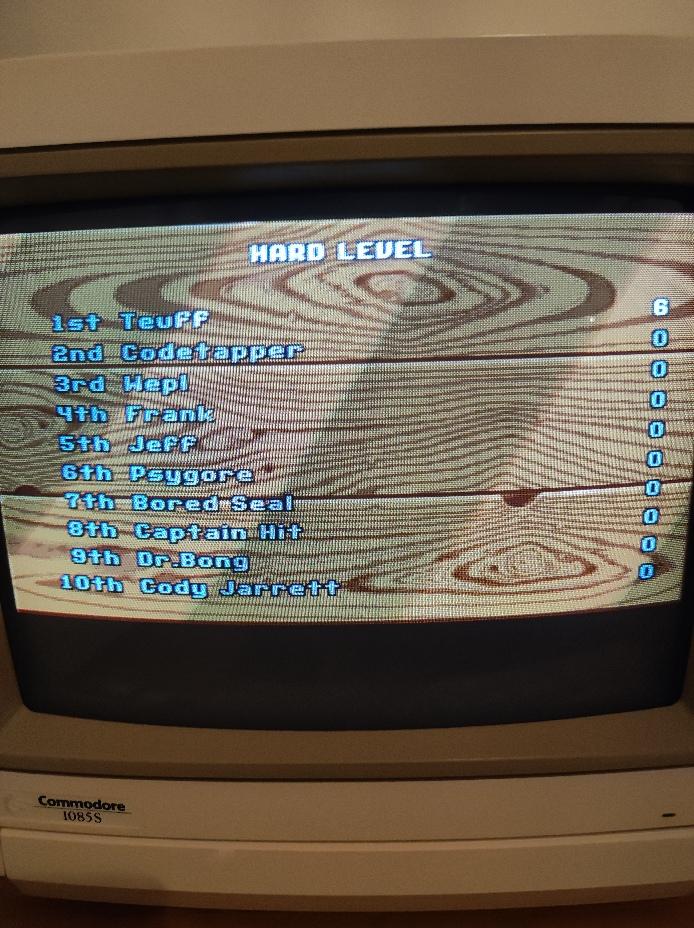 HARD LEVEL
1st Teuff 6
2nd Codetapper 0
3rd Wepl 0
4th Frank 0
5th Jeff 0
6th Psygore 0
7th Bored Seal 0
8th Captain Hit 0
9th Dr.Bong 0
10th Cody Jarrett 0
Commodore
1085S